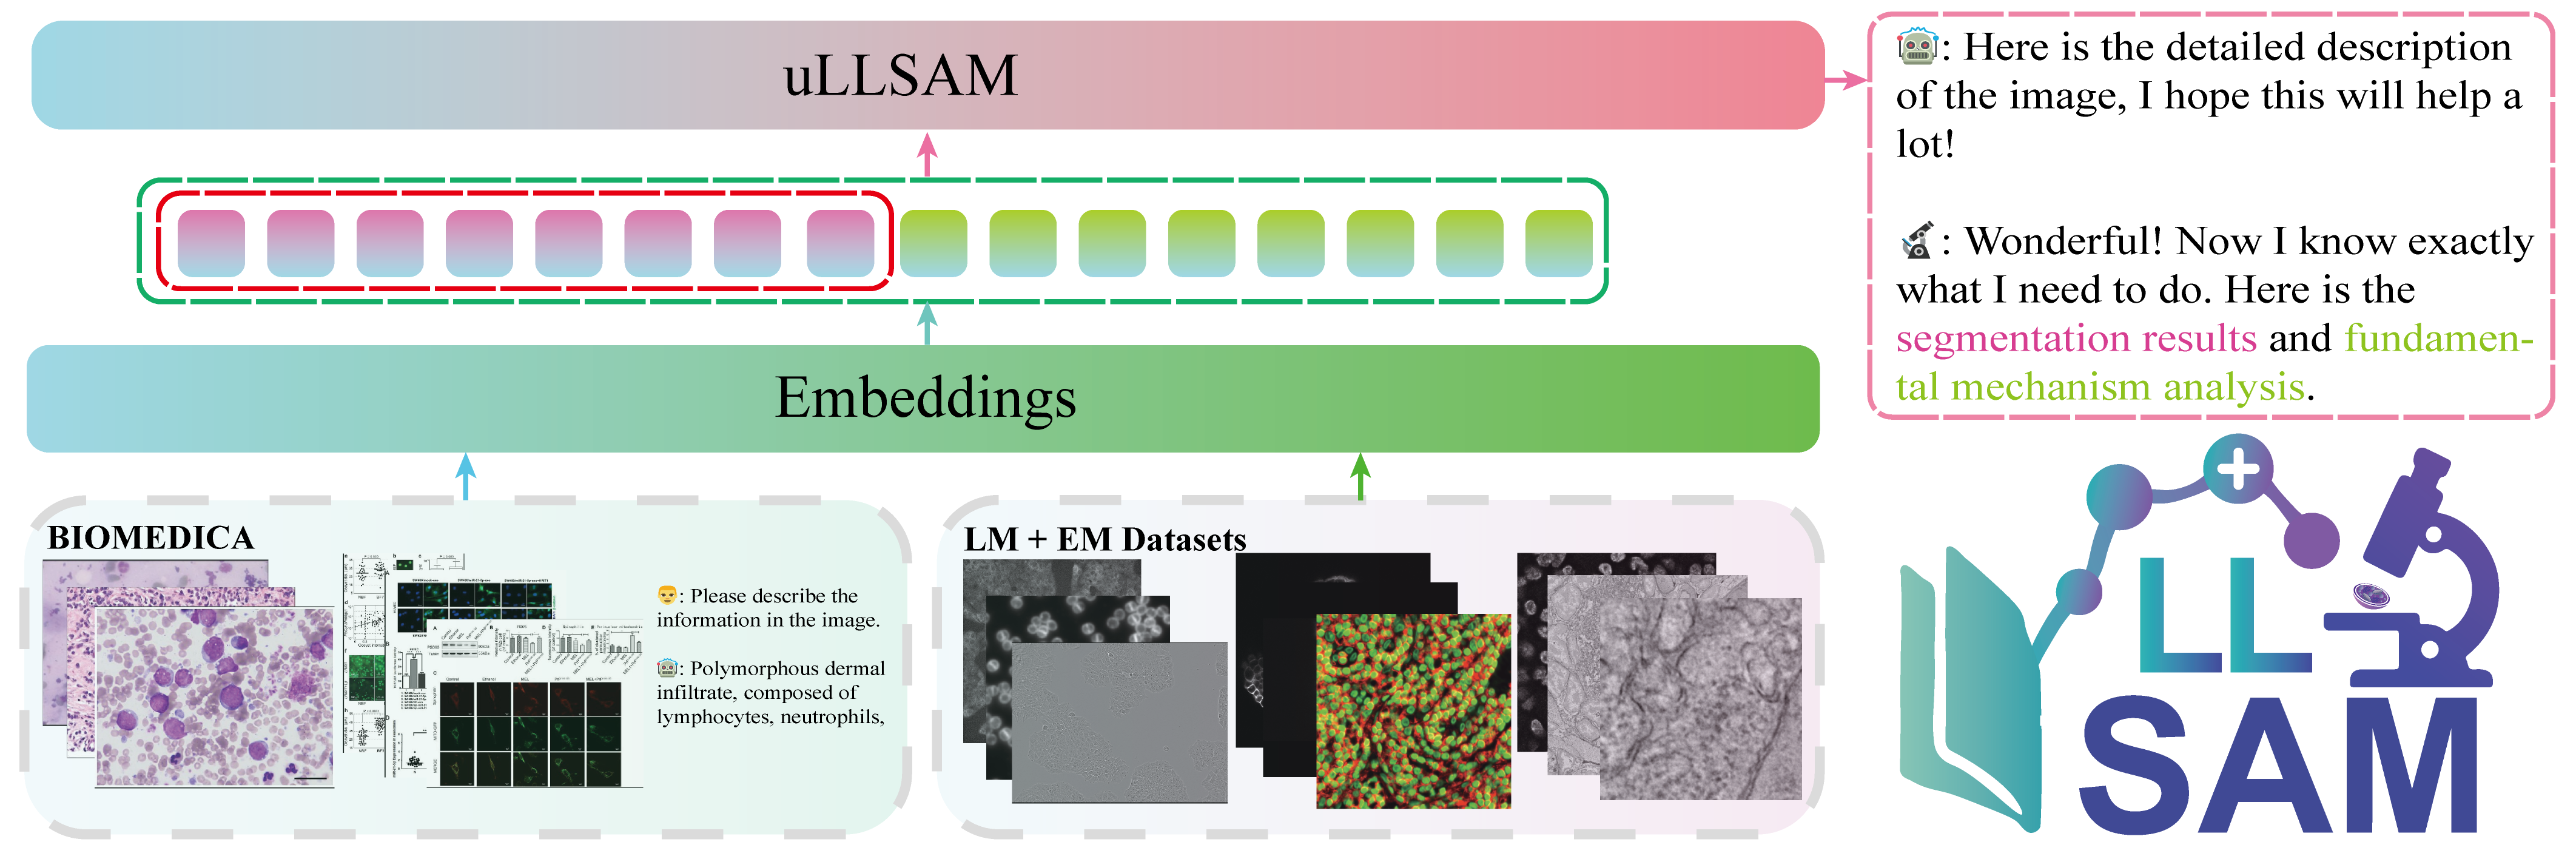 uLLSAM
Embeddings
BIOMEDICA
: Please describe the
information in the image.
: Polymorphous dermal
infiltrate, composed of
lymphocytes, neutrophils,
LM + EM Datasets
: Here is the detailed description
of the image, I hope this will help a
lot!
: Wonderful! Now I know exactly
what I need to do. Here is the
segmentation results and fundamen-
tal mechanism analysis.
LL
SAM